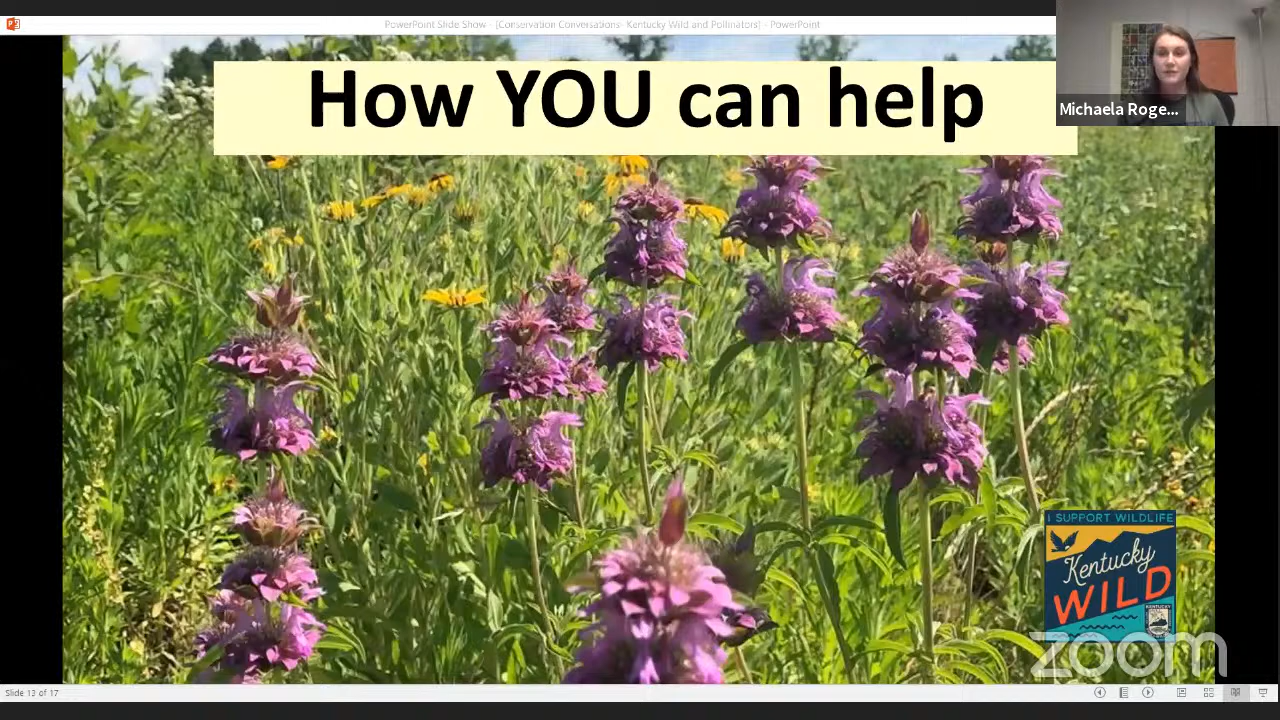 PowerPoint Slide Show - [Conservation Conversations- Kentucky Wild and Pollinators] - PowerPoint
How YOU can help
Michaela Roge...
I SUPPORT WILDLIFE
Kentucky
WILD
KENTUCKY
zoom
Slide 13 of 17